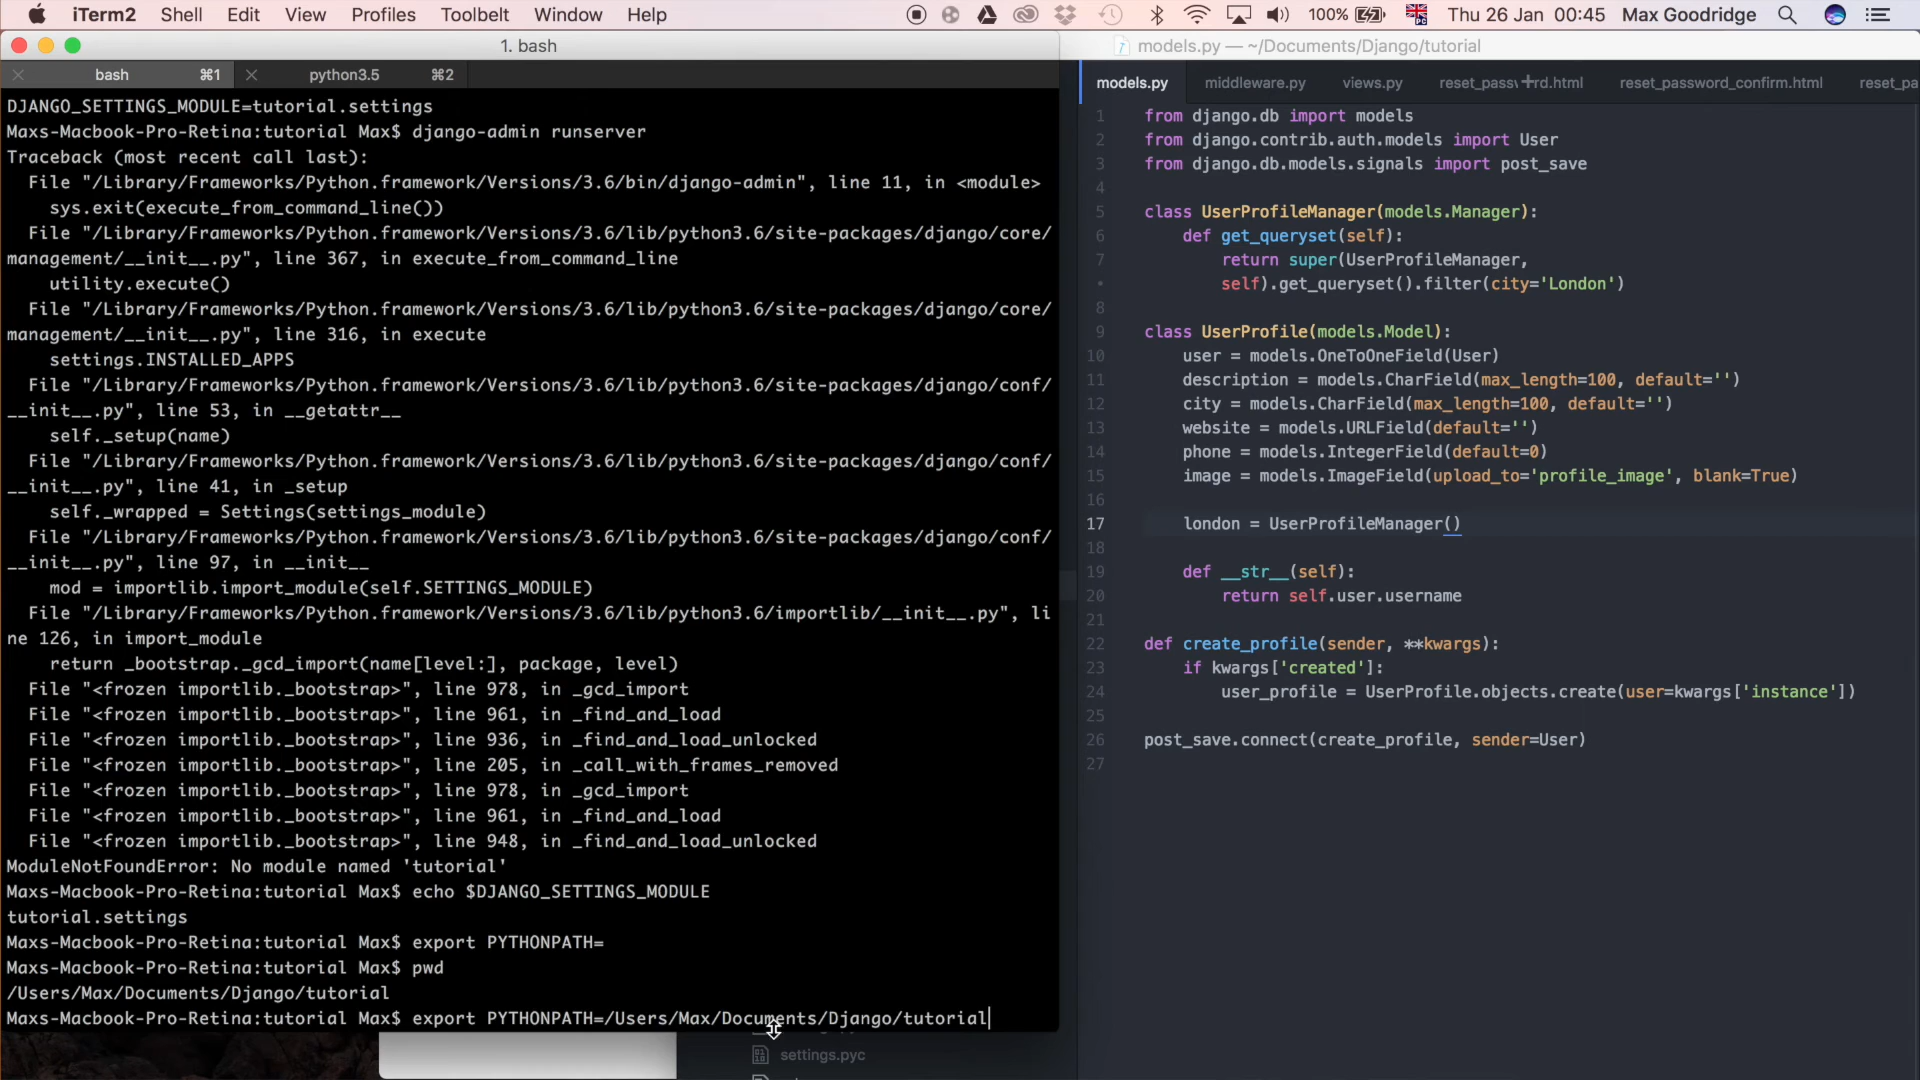 iTerm2 Shell Edit View Profiles Toolbelt Window Help 100% Thu 26 Jan 00:45 Max Goodridge
1. bash
bash ⌘1 python3.5 ⌘2
DJANGO_SETTINGS_MODULE=tutorial.settings
Maxs-Macbook-Pro-Retina:tutorial Max$ django-admin runserver
Traceback (most recent call last):
File "/Library/Frameworks/Python.framework/Versions/3.6/bin/django-admin", line 11, in <module>
sys.exit(execute_from_command_line())
File "/Library/Frameworks/Python.framework/Versions/3.6/lib/python3.6/site-packages/django/core/
management/__init__.py", line 367, in execute_from_command_line
utility.execute()
File "/Library/Frameworks/Python.framework/Versions/3.6/lib/python3.6/site-packages/django/core/
management/__init__.py", line 316, in execute
settings.INSTALLED_APPS
File "/Library/Frameworks/Python.framework/Versions/3.6/lib/python3.6/site-packages/django/conf/
__init__.py", line 53, in __getattr__
self._setup(name)
File "/Library/Frameworks/Python.framework/Versions/3.6/lib/python3.6/site-packages/django/conf/
__init__.py", line 41, in _setup
self._wrapped = Settings(settings_module)
File "/Library/Frameworks/Python.framework/Versions/3.6/lib/python3.6/site-packages/django/conf/
__init__.py", line 97, in __init__
mod = importlib.import_module(self.SETTINGS_MODULE)
File "/Library/Frameworks/Python.framework/Versions/3.6/lib/python3.6/importlib/__init__.py", li
ne 126, in import_module
return _bootstrap._gcd_import(name[level:], package, level)
File "<frozen importlib._bootstrap>", line 978, in _gcd_import
File "<frozen importlib._bootstrap>", line 961, in _find_and_load
File "<frozen importlib._bootstrap>", line 936, in _find_and_load_unlocked
File "<frozen importlib._bootstrap>", line 205, in _call_with_frames_removed
File "<frozen importlib._bootstrap>", line 978, in _gcd_import
File "<frozen importlib._bootstrap>", line 961, in _find_and_load
File "<frozen importlib._bootstrap>", line 948, in _find_and_load_unlocked
ModuleNotFoundError: No module named 'tutorial'
Maxs-Macbook-Pro-Retina:tutorial Max$ echo $DJANGO_SETTINGS_MODULE
tutorial.settings
Maxs-Macbook-Pro-Retina:tutorial Max$ export PYTHONPATH=
Maxs-Macbook-Pro-Retina:tutorial Max$ pwd
/Users/Max/Documents/Django/tutorial
Maxs-Macbook-Pro-Retina:tutorial Max$ export PYTHONPATH=/Users/Max/Documents/Django/tutorial
settings.pyc
models.py — ~/Documents/Django/tutorial
models.py middleware.py views.py reset_password.html reset_password_confirm.html reset_pa
1 from django.db import models
2 from django.contrib.auth.models import User
3 from django.db.models.signals import post_save
4
5 class UserProfileManager(models.Manager):
6 def get_queryset(self):
7 return super(UserProfileManager,
• self).get_queryset().filter(city='London')
8
9 class UserProfile(models.Model):
10 user = models.OneToOneField(User)
11 description = models.CharField(max_length=100, default='')
12 city = models.CharField(max_length=100, default='')
13 website = models.URLField(default='')
14 phone = models.IntegerField(default=0)
15 image = models.ImageField(upload_to='profile_image', blank=True)
16
17 london = UserProfileManager()
18
19 def __str__(self):
20 return self.user.username
21
22 def create_profile(sender, **kwargs):
23 if kwargs['created']:
24 user_profile = UserProfile.objects.create(user=kwargs['instance'])
25
26 post_save.connect(create_profile, sender=User)
27